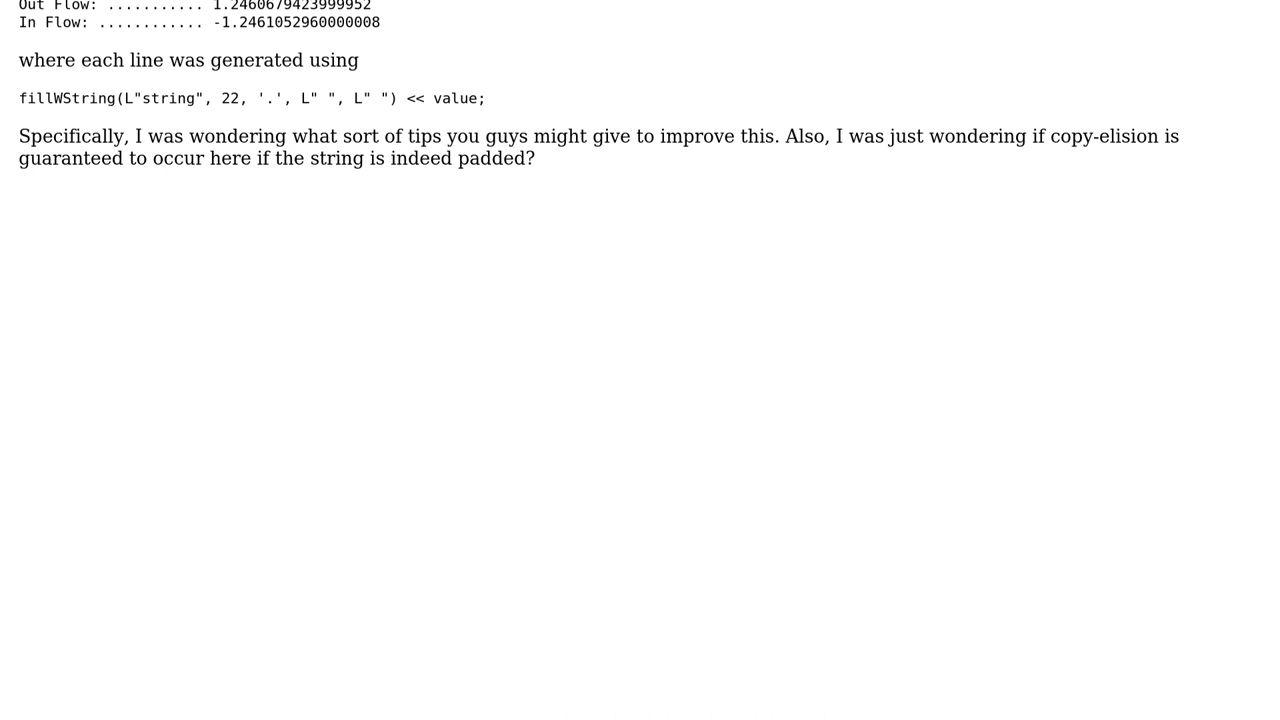 Out Flow: ........... 1.2460679423999952
In Flow: ............ -1.2461052960000008
where each line was generated using
fillWString(L"string", 22, '.', L" ", L" ") << value;
Specifically, I was wondering what sort of tips you guys might give to improve this. Also, I was just wondering if copy-elision is
guaranteed to occur here if the string is indeed padded?